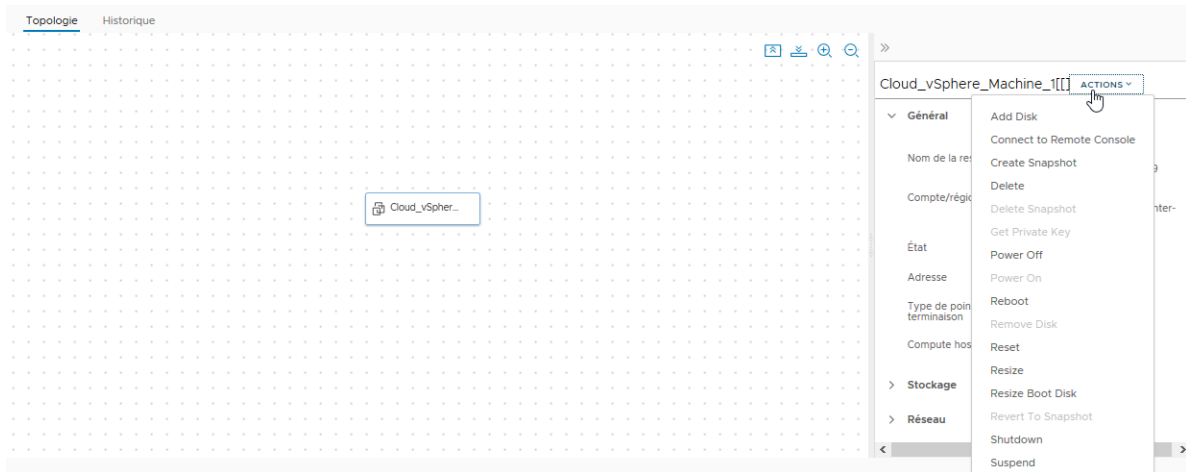 Topologie
Historique
Cloud_vSpher...
Cloud_vSphere_Machine_1[[]
ACTIONS
Général
Nom de la res
9
Compte/régio
nter-
État
Adresse
Type de poin
terminaison
Compute hos
Stockage
Réseau
Add Disk
Connect to Remote Console
Create Snapshot
Delete
Delete Snapshot
Get Private Key
Power Off
Power On
Reboot
Remove Disk
Reset
Resize
Resize Boot Disk
Revert To Snapshot
Shutdown
Suspend